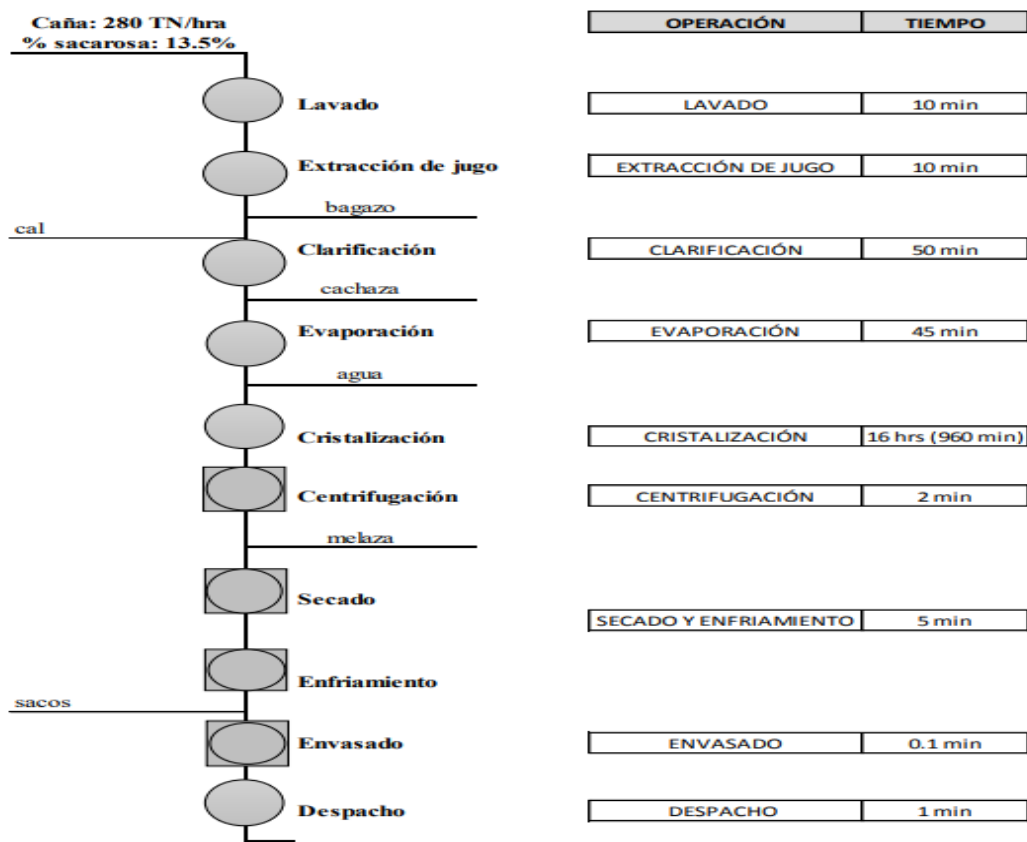 Caña: 280 TN/hra
% sacarosa: 13.5%
Lavado
Extracción de jugo
bagazo
cal
Clarificación
cachaza
Evaporación
agua
Cristalización
Centrifugación
melaza
Secado
Enfriamiento
sacos
Envasado
Despacho
OPERACIÓN TIEMPO
LAVADO 10 min
EXTRACCIÓN DE JUGO 10 min
CLARIFICACIÓN 50 min
EVAPORACIÓN 45 min
CRISTALIZACIÓN 16 hrs (960 min)
CENTRIFUGACIÓN 2 min
SECADO Y ENFRIAMIENTO 5 min
ENVASADO 0.1 min
DESPACHO 1 min